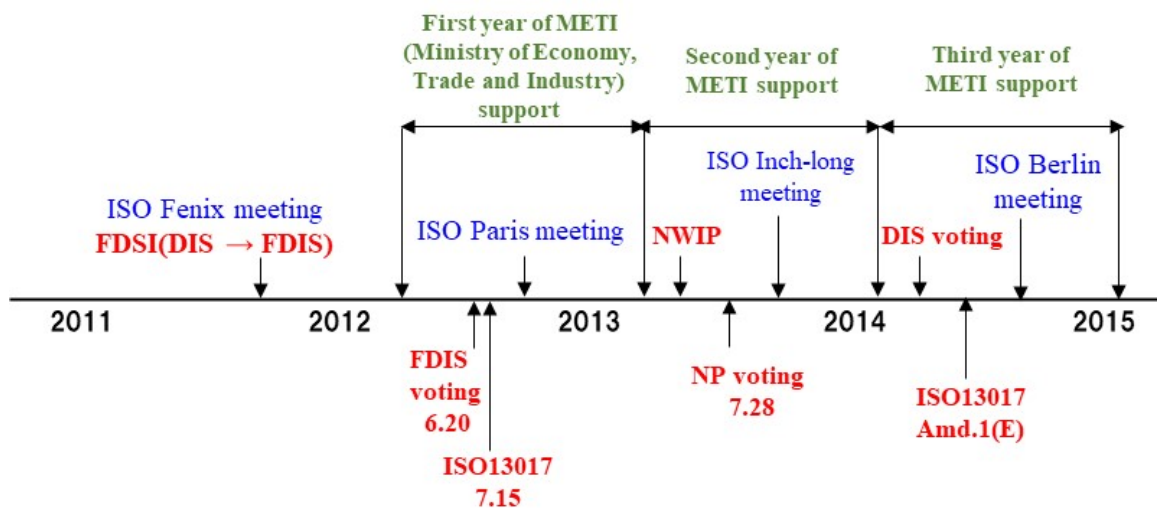 First year of METI
(Ministry of Economy,
Trade and Industry)
support
Second year of
METI support
Third year of
METI support
ISO Fenix meeting
FDSI(DIS → FDIS)
ISO Paris meeting
NWIP
ISO Inch-long
meeting
DIS voting
ISO Berlin
meeting
2011
2012
2013
2014
2015
FDIS
voting
6.20
ISO13017
7.15
NP voting
7.28
ISO13017
Amd.1(E)